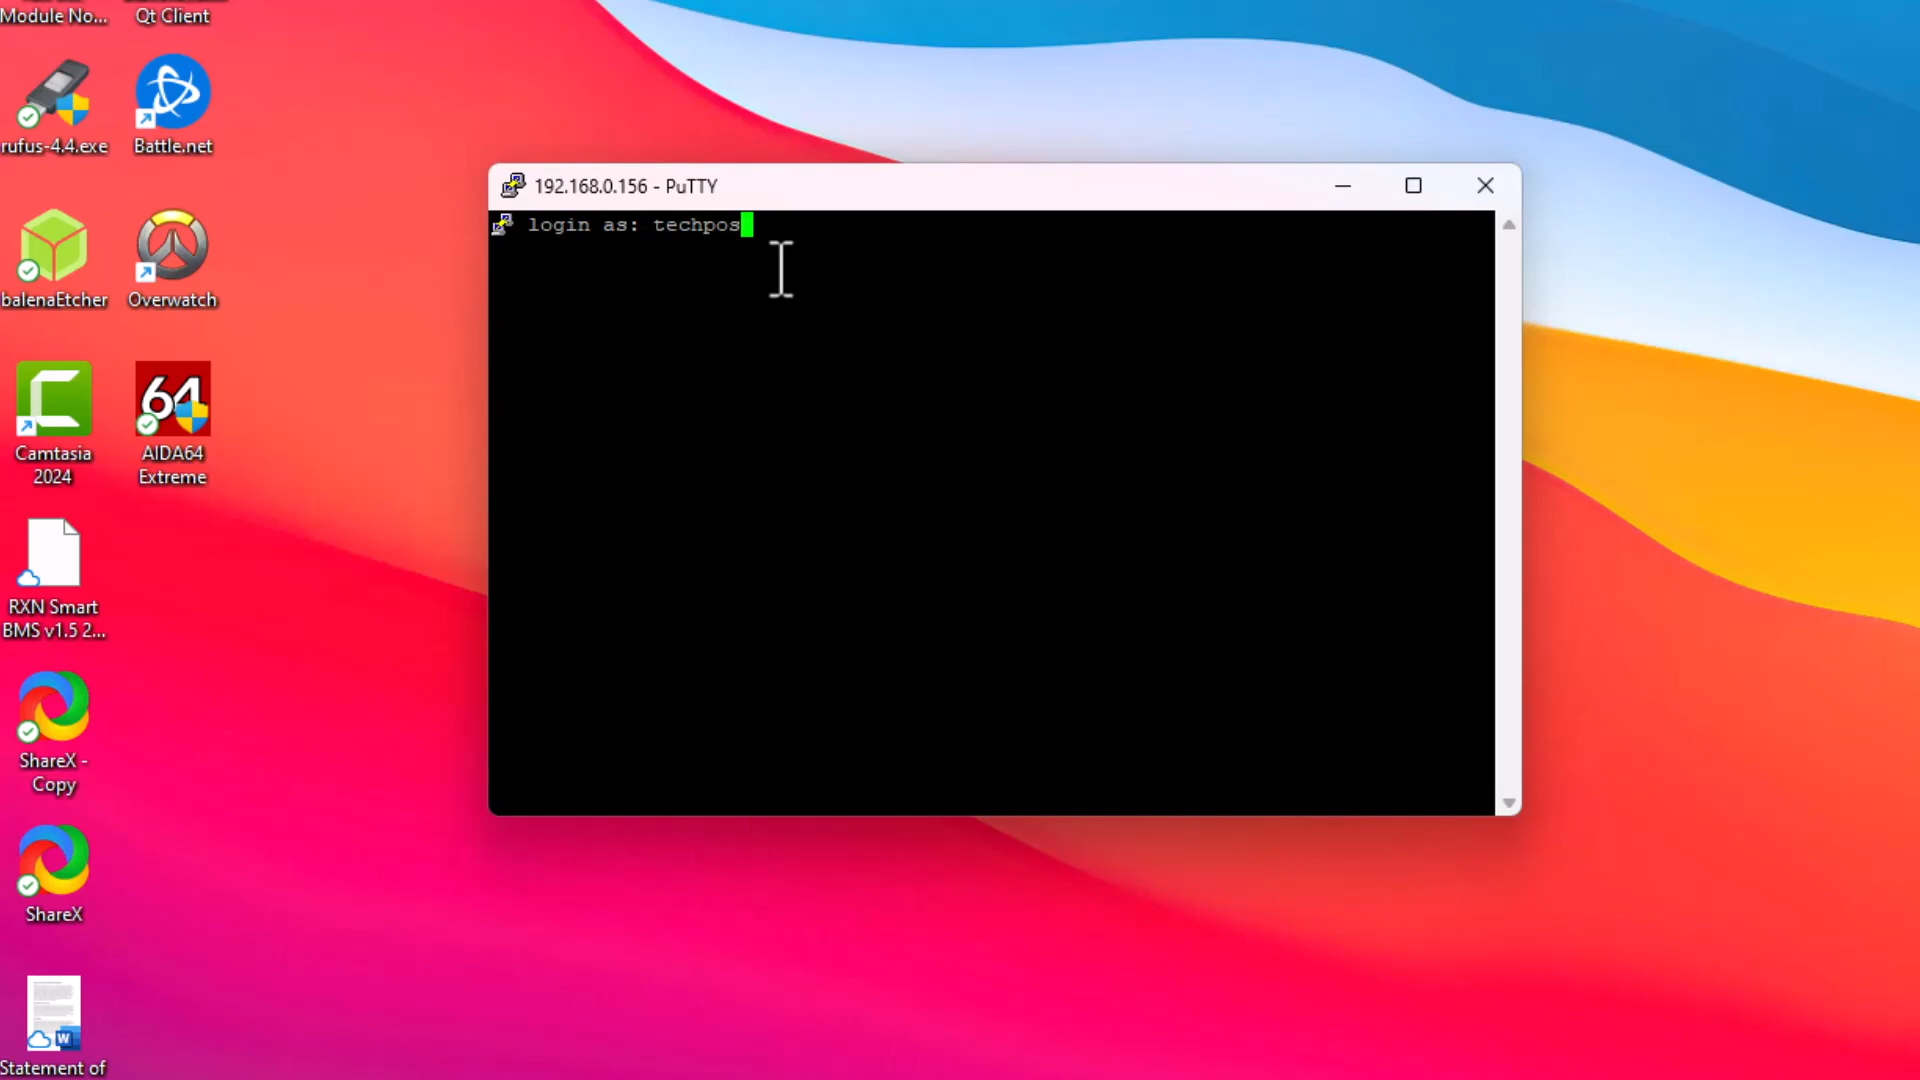 Module No...
Qt Client
rufus-4.4.exe
Battle.net
balenaEtcher
Overwatch
Camtasia
2024
64
AIDA64
Extreme
RXN Smart
BMS v1.5 2...
ShareX -
Copy
ShareX
W
Statement of
192.168.0.156 - PuTTY
login as: techpos